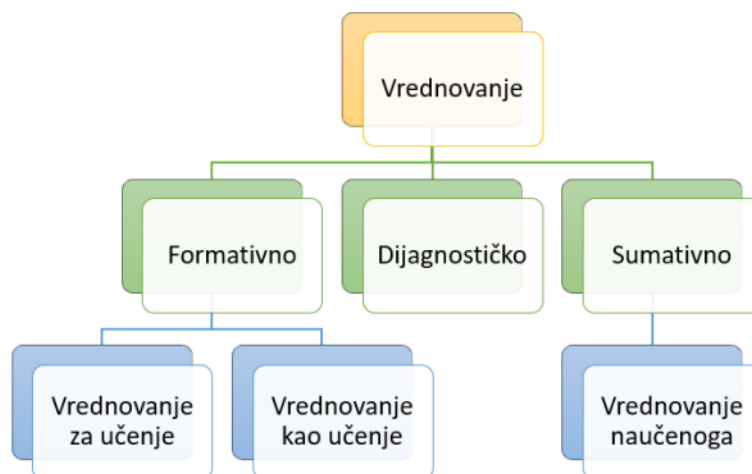 Vrednovanje
Formativno
Dijagnostičko
Sumativno
Vrednovanje
za učenje
Vrednovanje
kao učenje
Vrednovanje
naučenoga